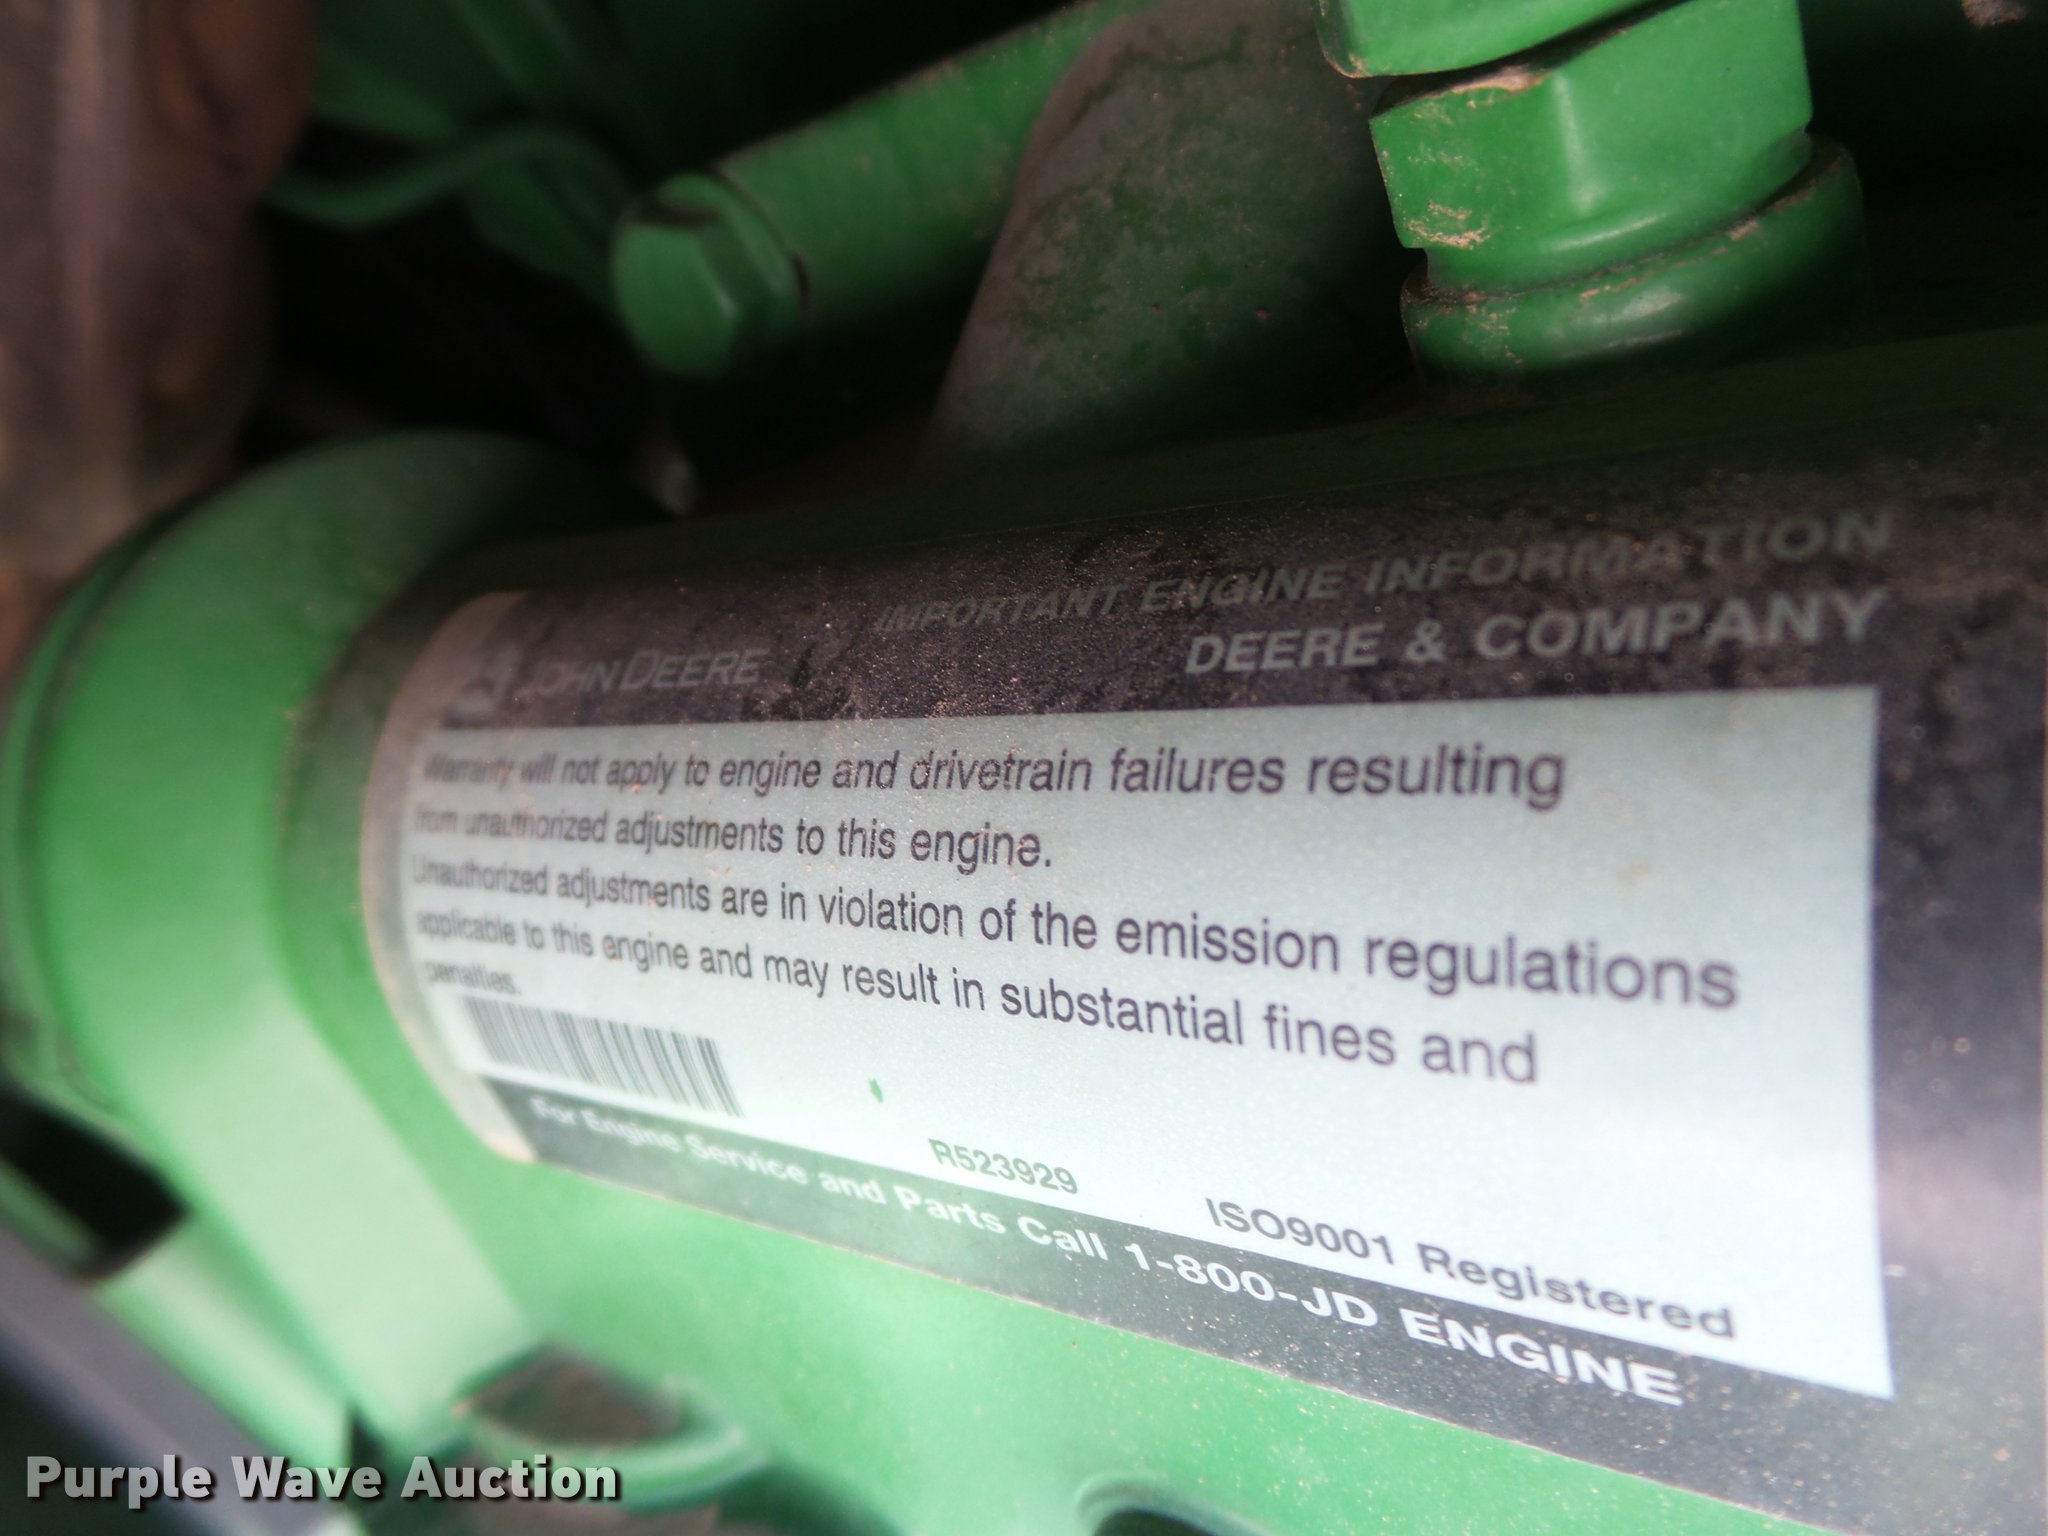 IMPORTANT ENGINE INFORMATION
JOHN DEERE
DEERE & COMPANY
Warranty will not apply to engine and drivetrain failures resulting
from unauthorized adjustments to this engine.
Unauthorized adjustments are in violation of the emission regulations
applicable to this engine and may result in substantial fines and
penalties.
R523929
ISO9001 Registered
For Engine Service and Parts Call 1-800-JD ENGINE
Purple Wave Auction